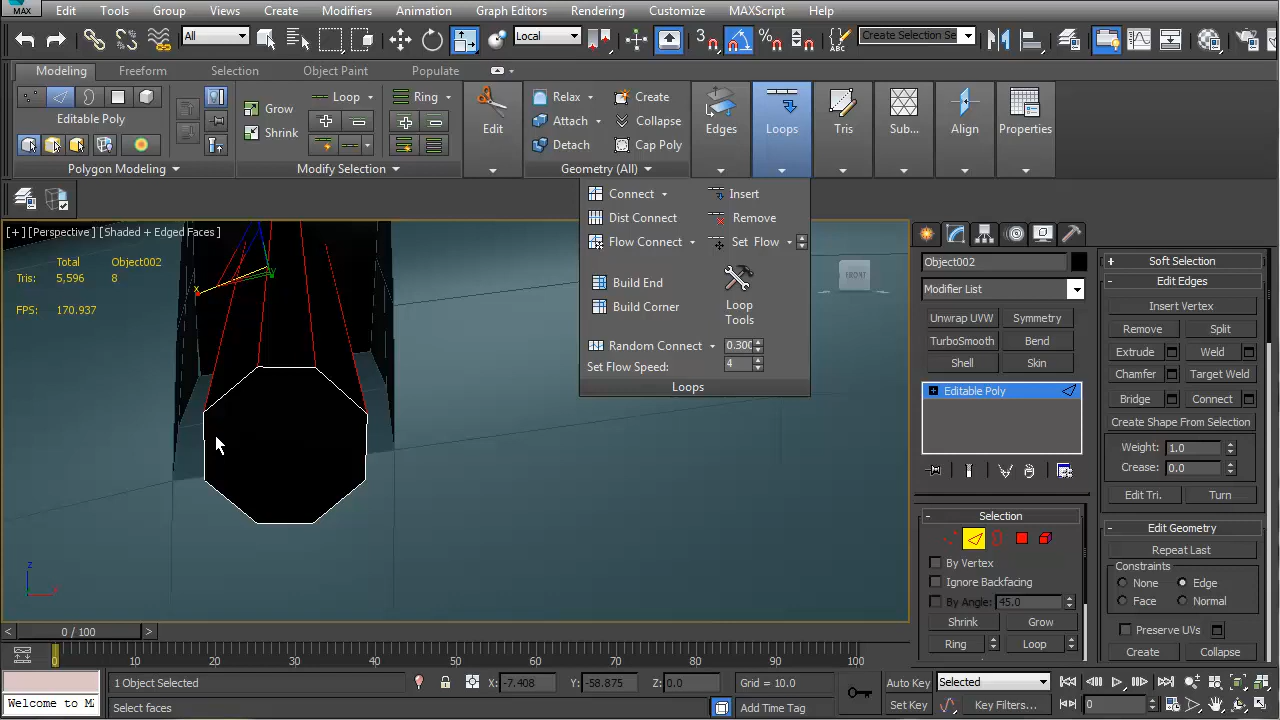 MAX Edit Tools Group Views Create Modifiers Animation Graph Editors Rendering Customize MAXScript Help
All Local 3 Create Selection Se
Modeling Freeform Selection Object Paint Populate
Editable Poly
Polygon Modeling
Grow
Shrink
Loop Ring
Modify Selection
Edit
Relax Create
Attach Collapse
Detach Cap Poly
Geometry (All)
Edges Loops Tris Sub... Align Properties
Connect Insert
Dist Connect Remove
Flow Connect Set Flow
Build End
Build Corner
Loop
Tools
Random Connect 0.300
Set Flow Speed: 4
Loops
[+] [Perspective] [Shaded + Edged Faces]
Total Object002
Tris: 5,596 8
FPS: 170.937
FRONT
x
y
z
Object002
Modifier List
Unwrap UVW Symmetry
TurboSmooth Bend
Shell Skin
Editable Poly
Selection
By Vertex
Ignore Backfacing
By Angle: 45.0
Shrink Grow
Ring Loop
Soft Selection
Edit Edges
Insert Vertex
Remove Split
Extrude Weld
Chamfer Target Weld
Bridge Connect
Create Shape From Selection
Weight: 1.0
Crease: 0.0
Edit Tri. Turn
Edit Geometry
Repeat Last
Constraints
None Edge
Face Normal
Preserve UVs
Create Collapse
0 / 100
0 10 20 30 40 50 60 70 80 90 100
1 Object Selected X: -7.408 Y: -58.875 Z: 0.0 Grid = 10.0 Auto Key Selected
Welcome to M Select faces Add Time Tag Set Key Key Filters... 0